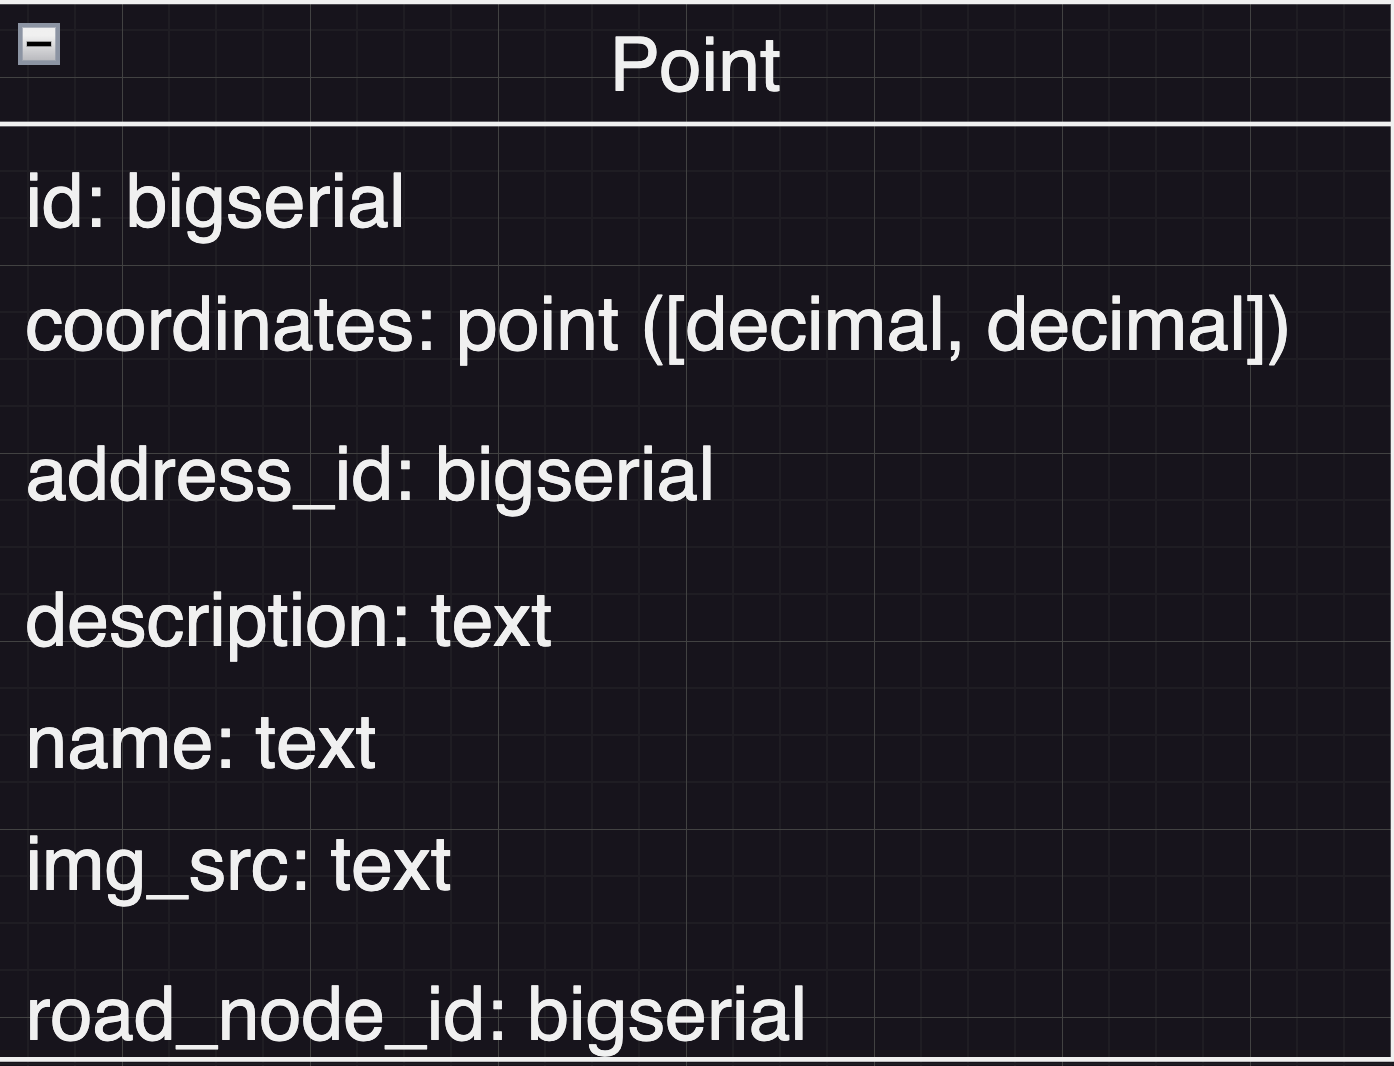 Point
id: bigserial
coordinates: point ([decimal, decimal])
address_id: bigserial
description: text
name: text
img_src: text
road_node_id: bigserial